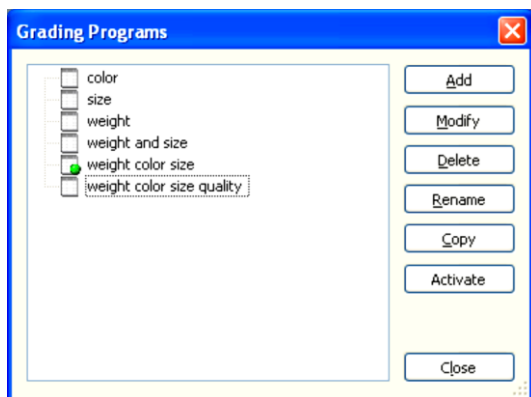 Grading Programs
color
size
weight
weight and size
weight color size
weight color size quality
Add
Modify
Delete
Rename
Copy
Activate
Close